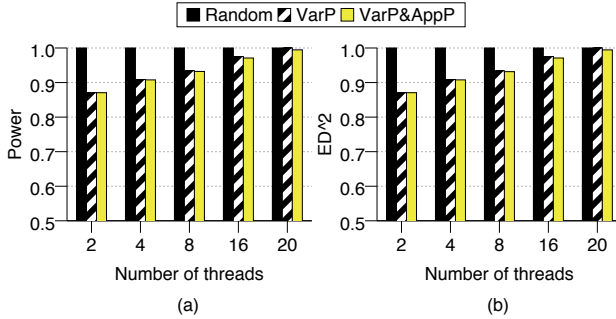 Random VarP VarP&AppP
1.0
0.9
0.8
0.7
0.6
0.5
Power
2 4 8 16 20
Number of threads
(a)
1.0
0.9
0.8
0.7
0.6
0.5
ED^2
2 4 8 16 20
Number of threads
(b)